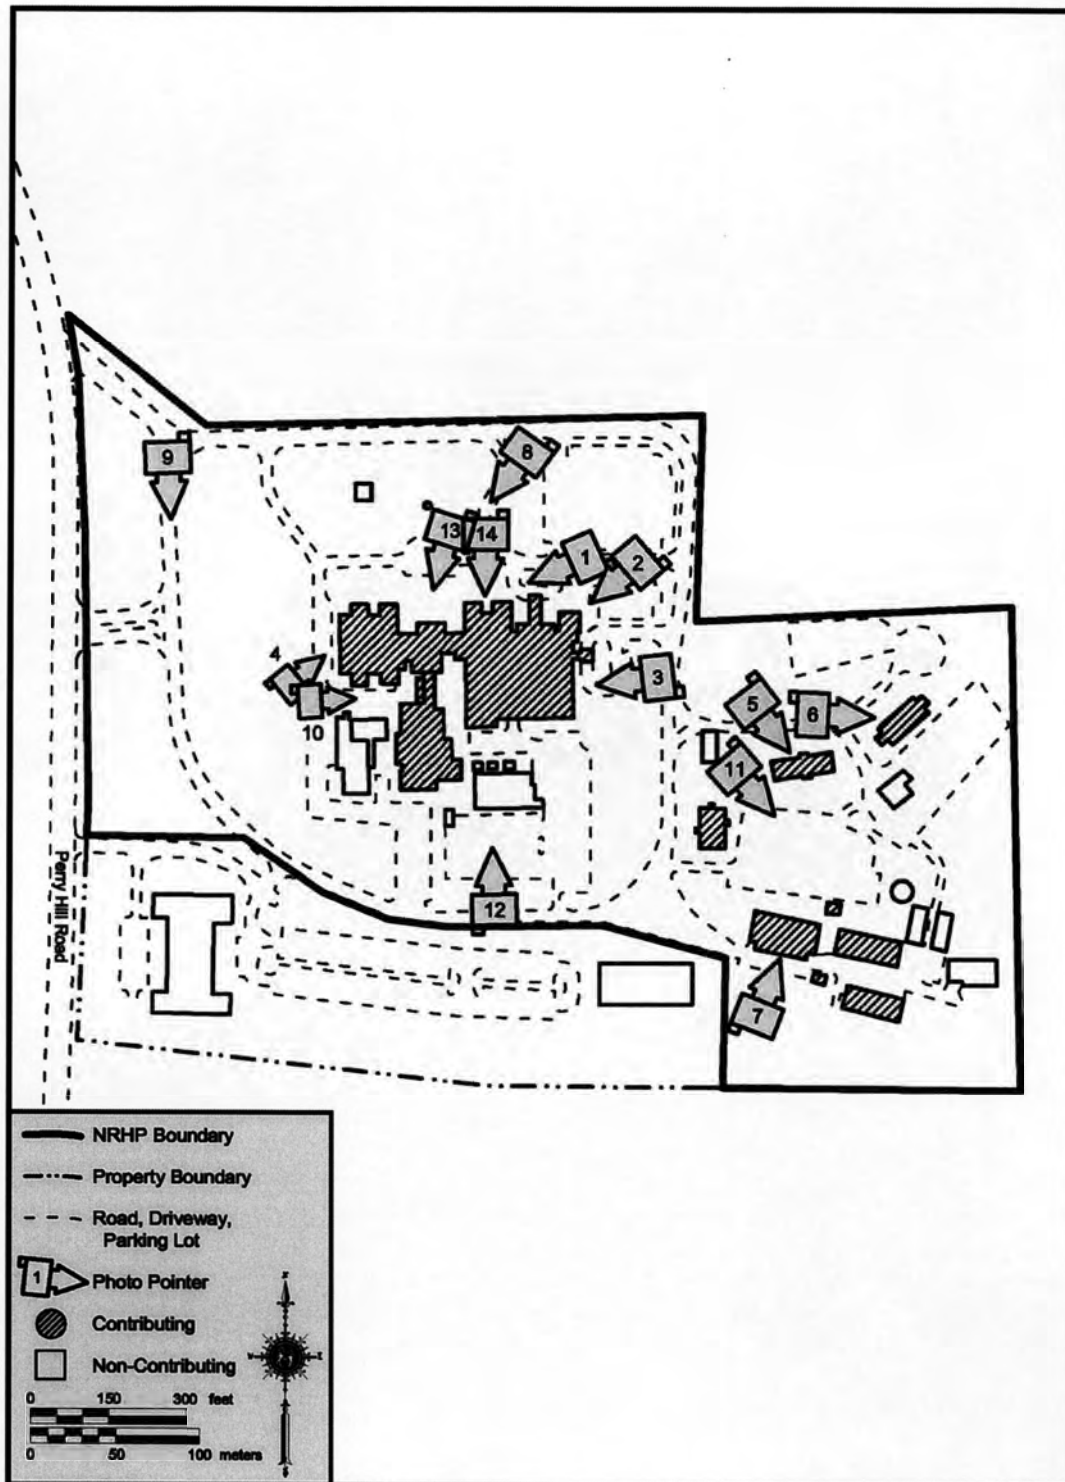 9
8
13
14
1
2
4
3
10
5
6
11
12
7
Perry Hill Road
NRHP Boundary
Property Boundary
Road, Driveway,
Parking Lot
1
Photo Pointer
Contributing
Non-Contributing
0 150 300 feet
0 50 100 meters
S